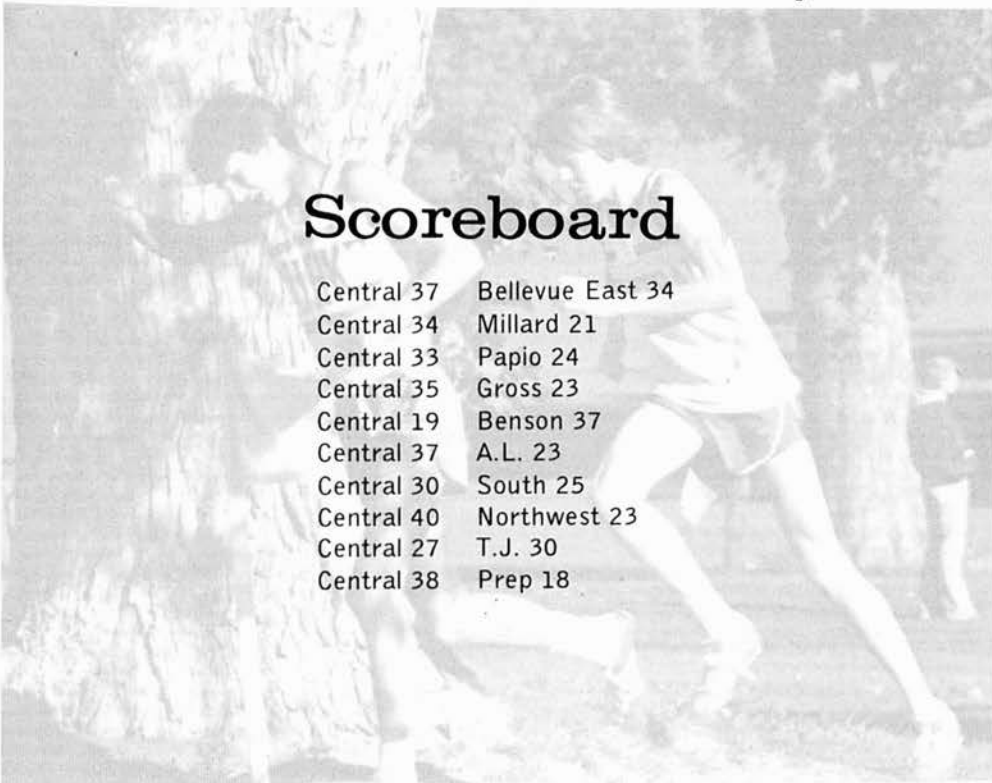 Scoreboard
Central 37 Bellevue East 34
Central 34 Millard 21
Central 33 Papio 24
Central 35 Gross 23
Central 19 Benson 37
Central 37 A.L. 23
Central 30 South 25
Central 40 Northwest 23
Central 27 T.J. 30
Central 38 Prep 18